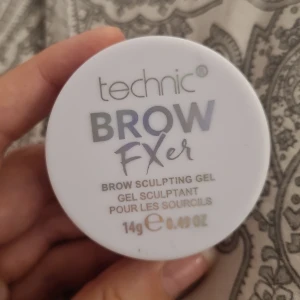 technic®
BROW
FXer
BROW SCULPTING GEL
GEL SCULPTANT
POUR LES SOURCILS
14g℮0.49 OZ